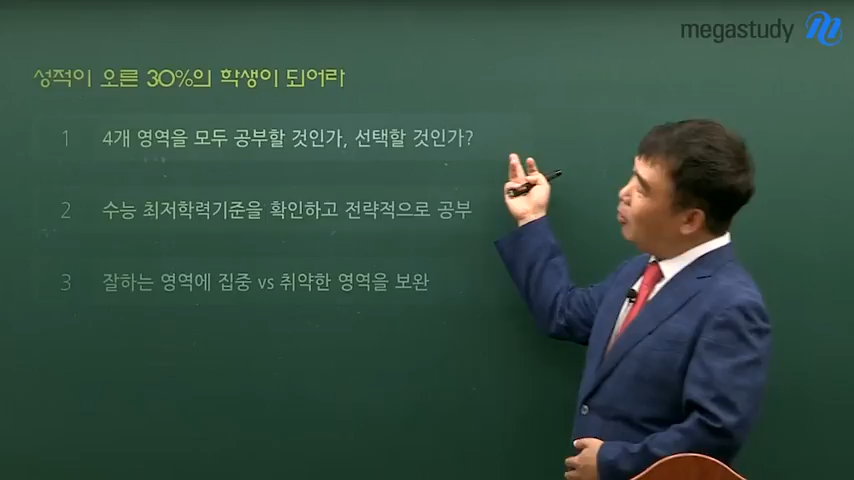 megastudy
성적이 오른 30%의 학생이 되어라
1 4개 영역을 모두 공부할 것인가, 선택할 것인가?
2 수능 최저학력기준을 확인하고 전략적으로 공부
3 잘하는 영역에 집중 vs 취약한 영역을 보완